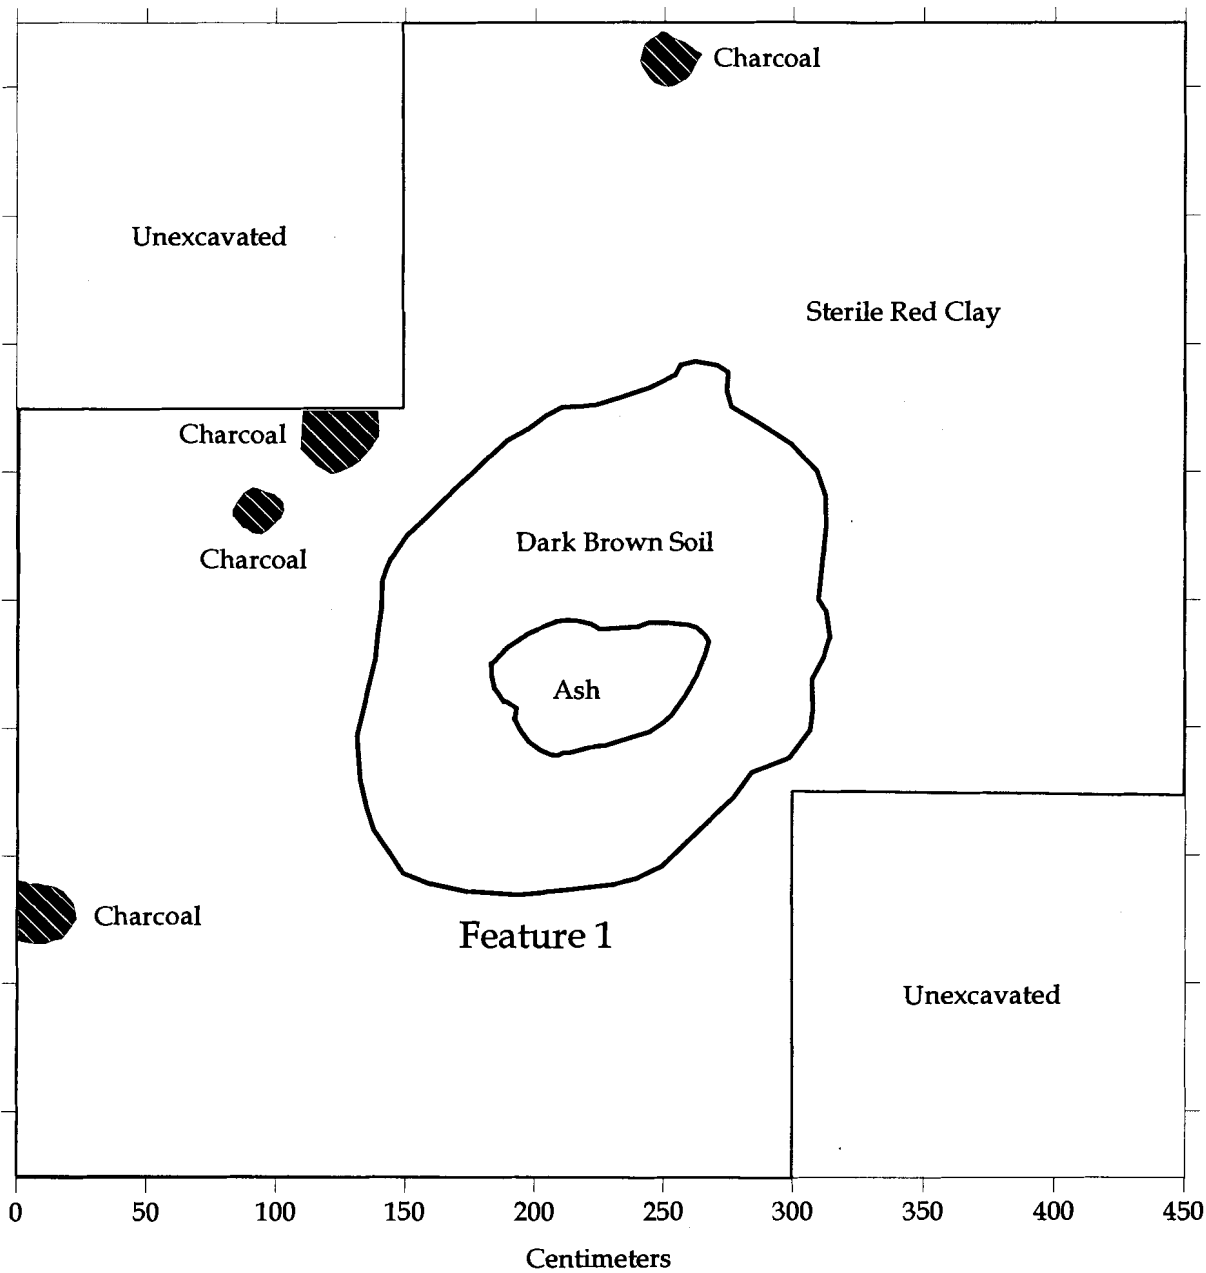 Charcoal
Unexcavated
Sterile Red Clay
Charcoal
Dark Brown Soil
Charcoal
Ash
Charcoal
Feature 1
Unexcavated
0 50 100 150 200 250 300 350 400 450
Centimeters